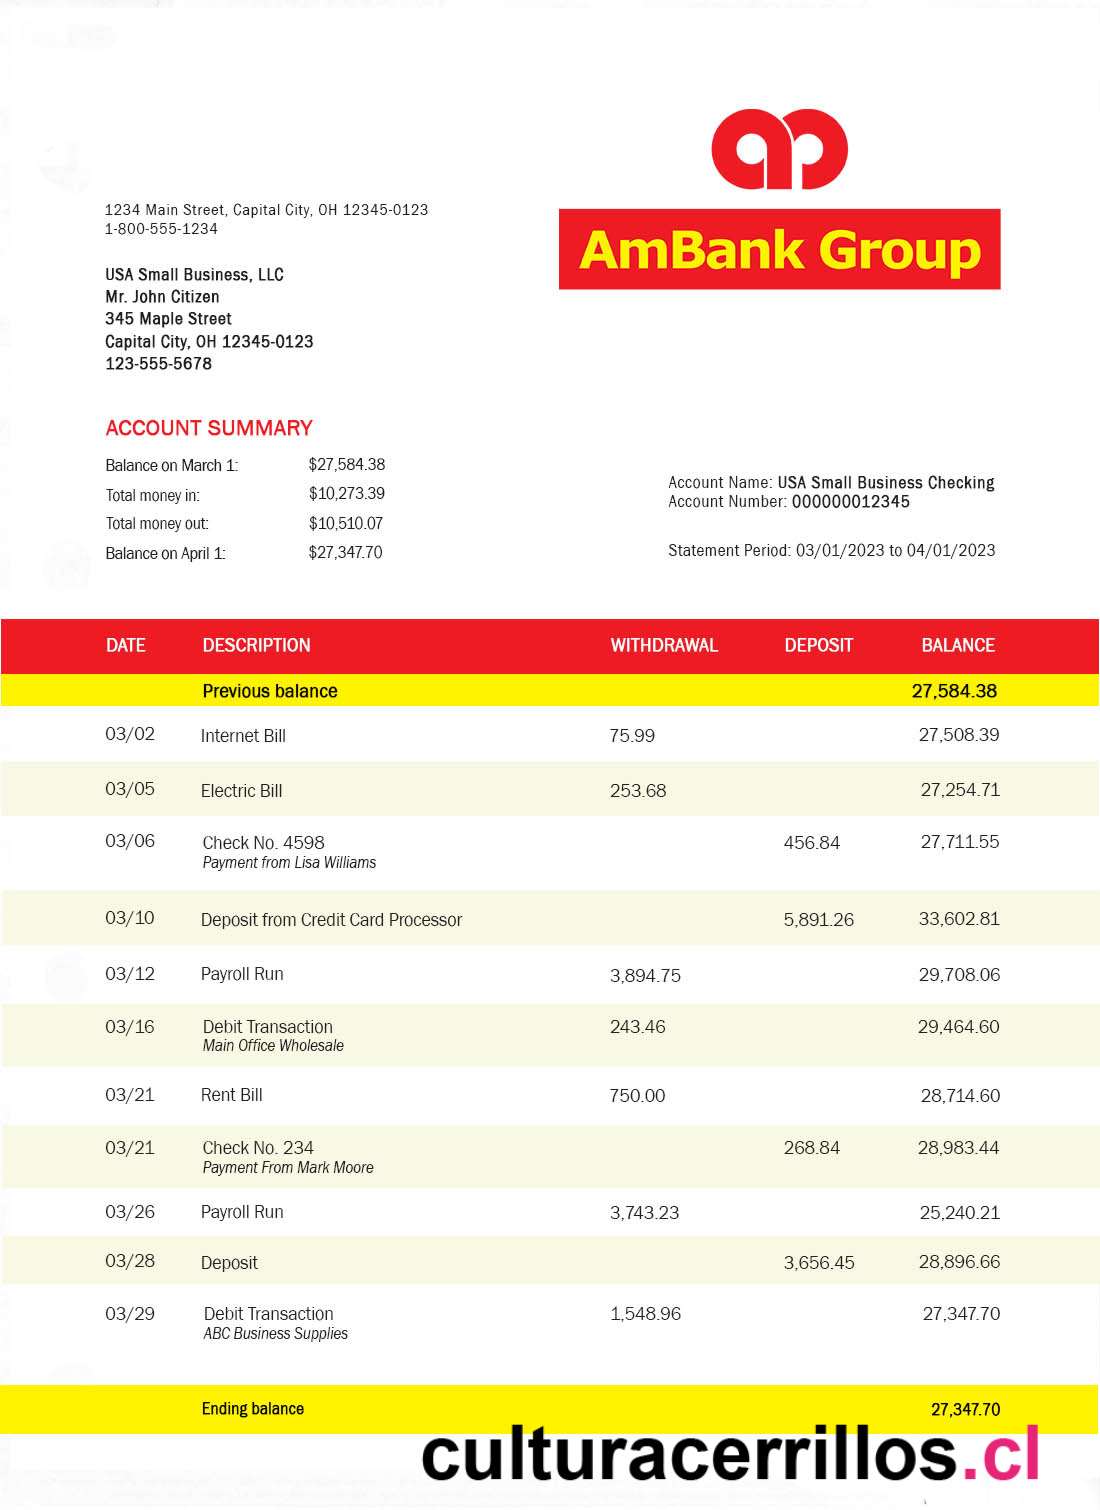 1234 Main Street, Capital City, OH 12345-0123
1-800-555-1234
AmBank Group
USA Small Business, LLC
Mr. John Citizen
345 Maple Street
Capital City, OH 12345-0123
123-555-5678
ACCOUNT SUMMARY
Balance on March 1: $27,584.38
Total money in: $10,273.39
Total money out: $10,510.07
Balance on April 1: $27,347.70
Account Name: USA Small Business Checking
Account Number: 000000012345
Statement Period: 03/01/2023 to 04/01/2023
DATE DESCRIPTION WITHDRAWAL DEPOSIT BALANCE
Previous balance 27,584.38
03/02 Internet Bill 75.99 27,508.39
03/05 Electric Bill 253.68 27,254.71
03/06 Check No. 4598 456.84 27,711.55
Payment from Lisa Williams
03/10 Deposit from Credit Card Processor 5,891.26 33,602.81
03/12 Payroll Run 3,894.75 29,708.06
03/16 Debit Transaction 243.46 29,464.60
Main Office Wholesale
03/21 Rent Bill 750.00 28,714.60
03/21 Check No. 234 268.84 28,983.44
Payment From Mark Moore
03/26 Payroll Run 3,743.23 25,240.21
03/28 Deposit 3,656.45 28,896.66
03/29 Debit Transaction 1,548.96 27,347.70
ABC Business Supplies
Ending balance 27,347.70
culturacerrillos.cl